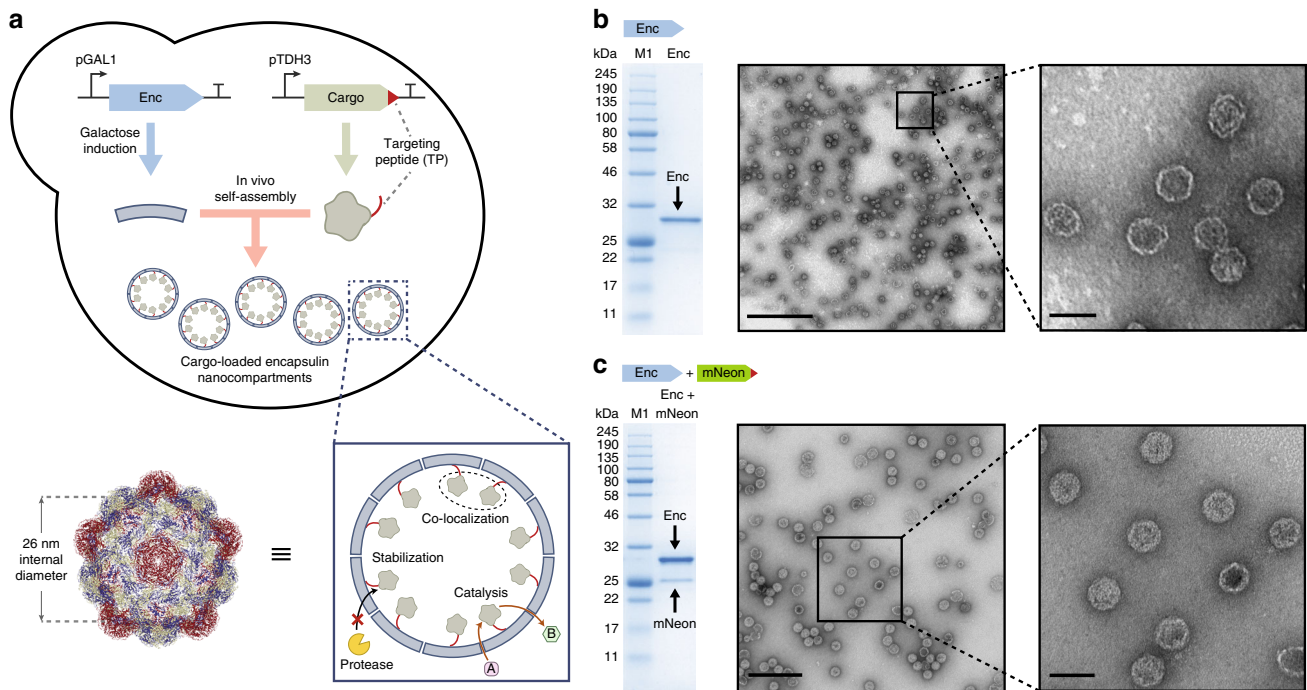 a
pGAL1
pTDH3
Enc
Cargo
Galactose
induction
Targeting
peptide (TP)
In vivo
self-assembly
Cargo-loaded encapsulin
nanocompartments
26 nm
internal
diameter
≡
Co-localization
Stabilization
Catalysis
Protease
A
B
b
Enc
kDa M1 Enc
245
190
135
100
80
58
46
32
25
22
17
11
Enc
c
Enc + mNeon
Enc +
kDa M1 mNeon
245
190
135
100
80
58
46
32
25
22
17
11
Enc
mNeon